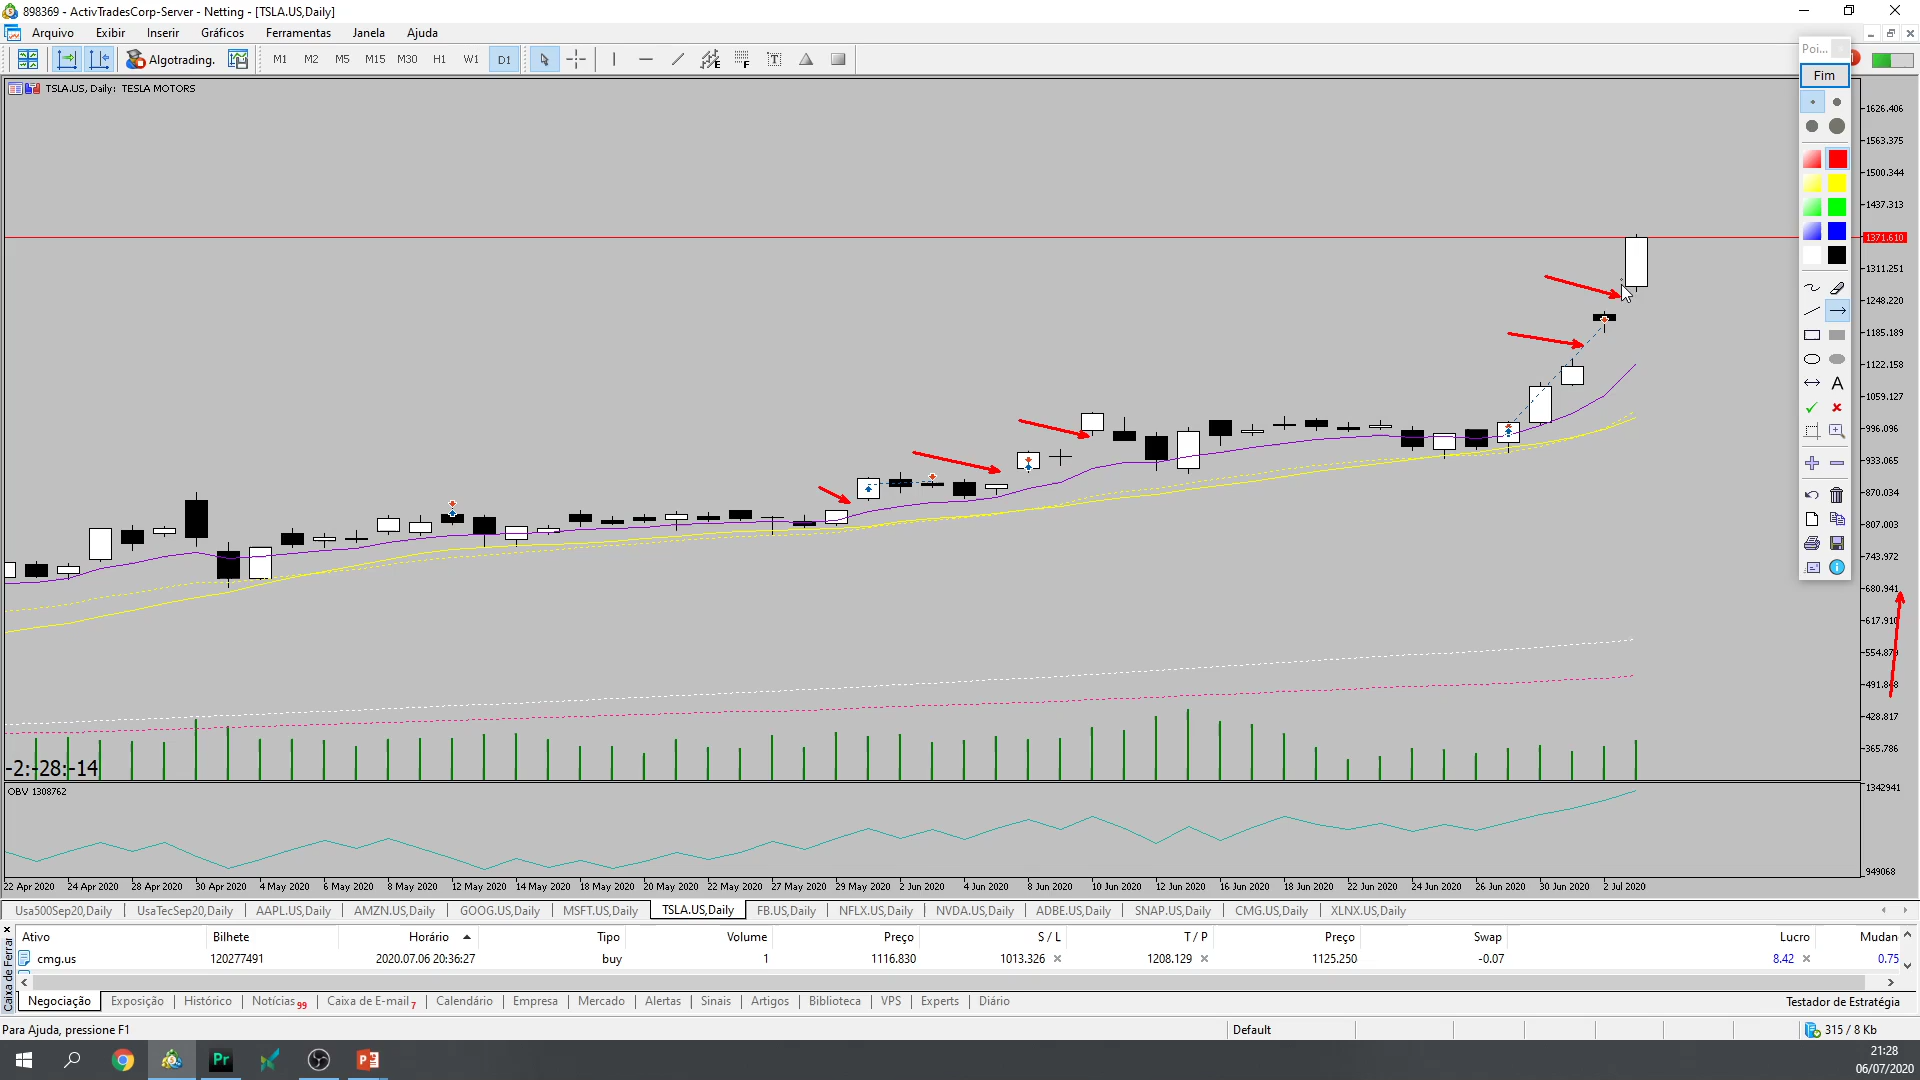 898369 - ActivTradesCorp-Server - Netting - [TSLA.US,Daily]
Arquivo Exibir Inserir Gráficos Ferramentas Janela Ajuda
Algotrading. M1 M2 M5 M15 M30 H1 W1 D1
Poi...
Fim
TSLA.US, Daily: TESLA MOTORS
1626.406
1563.375
1500.344
1437.313
1371.610
1311.251
1248.220
1185.189
1122.158
1059.127
996.096
933.065
870.034
807.003
743.972
680.941
617.910
554.879
491.848
428.817
365.786
-2:-28:-14
OBV 1308762
1342941
949068
22 Apr 2020 24 Apr 2020 28 Apr 2020 30 Apr 2020 4 May 2020 6 May 2020 8 May 2020 12 May 2020 14 May 2020 18 May 2020 20 May 2020 22 May 2020 27 May 2020 29 May 2020 2 Jun 2020 4 Jun 2020 8 Jun 2020 10 Jun 2020 12 Jun 2020 16 Jun 2020 18 Jun 2020 22 Jun 2020 24 Jun 2020 26 Jun 2020 30 Jun 2020 2 Jul 2020
Usa500Sep20,Daily UsaTecSep20,Daily AAPL.US,Daily AMZN.US,Daily GOOG.US,Daily MSFT.US,Daily TSLA.US,Daily FB.US,Daily NFLX.US,Daily NVDA.US,Daily ADBE.US,Daily SNAP.US,Daily CMG.US,Daily XLNX.US,Daily
Ativo Bilhete Horário Tipo Volume Preço S / L T / P Preço Swap Lucro Mudan
cmg.us 120277491 2020.07.06 20:36:27 buy 1 1116.830 1013.326 1208.129 1125.250 -0.07 8.42 0.75
Caixa de Ferrar
Negociação Exposição Histórico Notícias 99 Caixa de E-mail 7 Calendário Empresa Mercado Alertas Sinais Artigos Biblioteca VPS Experts Diário Testador de Estratégia
Para Ajuda, pressione F1 Default 315 / 8 Kb
21:28
06/07/2020